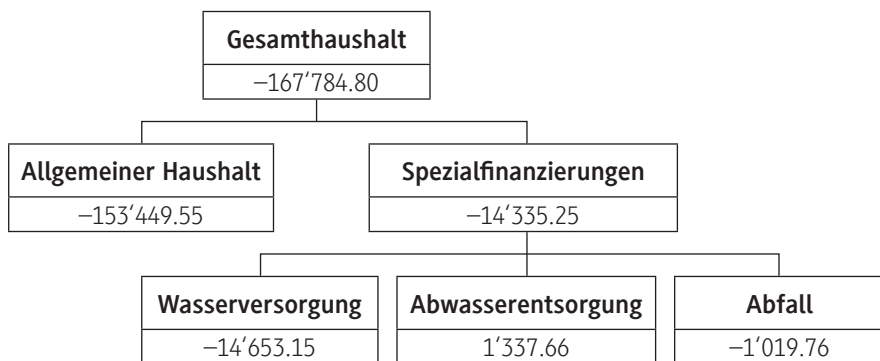 Gesamthaushalt
–167‘784.80
Allgemeiner Haushalt
–153‘449.55
Spezialfinanzierungen
–14‘335.25
Wasserversorgung
–14‘653.15
Abwasserentsorgung
1‘337.66
Abfall
–1‘019.76